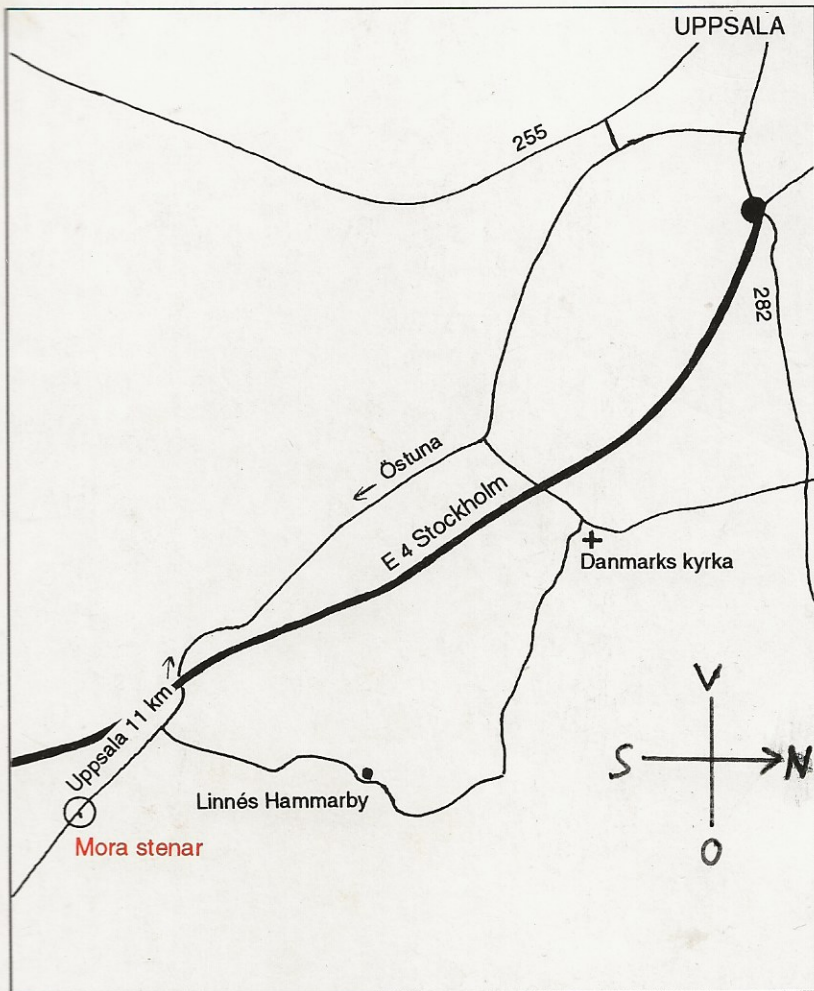 UPPSALA
255
282
← Östuna
E 4 Stockholm
+
Danmarks kyrka
Uppsala 11 km →
Linnés Hammarby
Mora stenar
V
S N
O